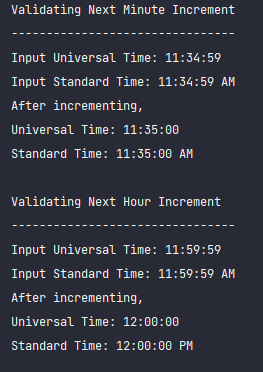 Validating Next Minute Increment
--------------------------------
Input Universal Time: 11:34:59
Input Standard Time: 11:34:59 AM
After incrementing,
Universal Time: 11:35:00
Standard Time: 11:35:00 AM

Validating Next Hour Increment
--------------------------------
Input Universal Time: 11:59:59
Input Standard Time: 11:59:59 AM
After incrementing,
Universal Time: 12:00:00
Standard Time: 12:00:00 PM